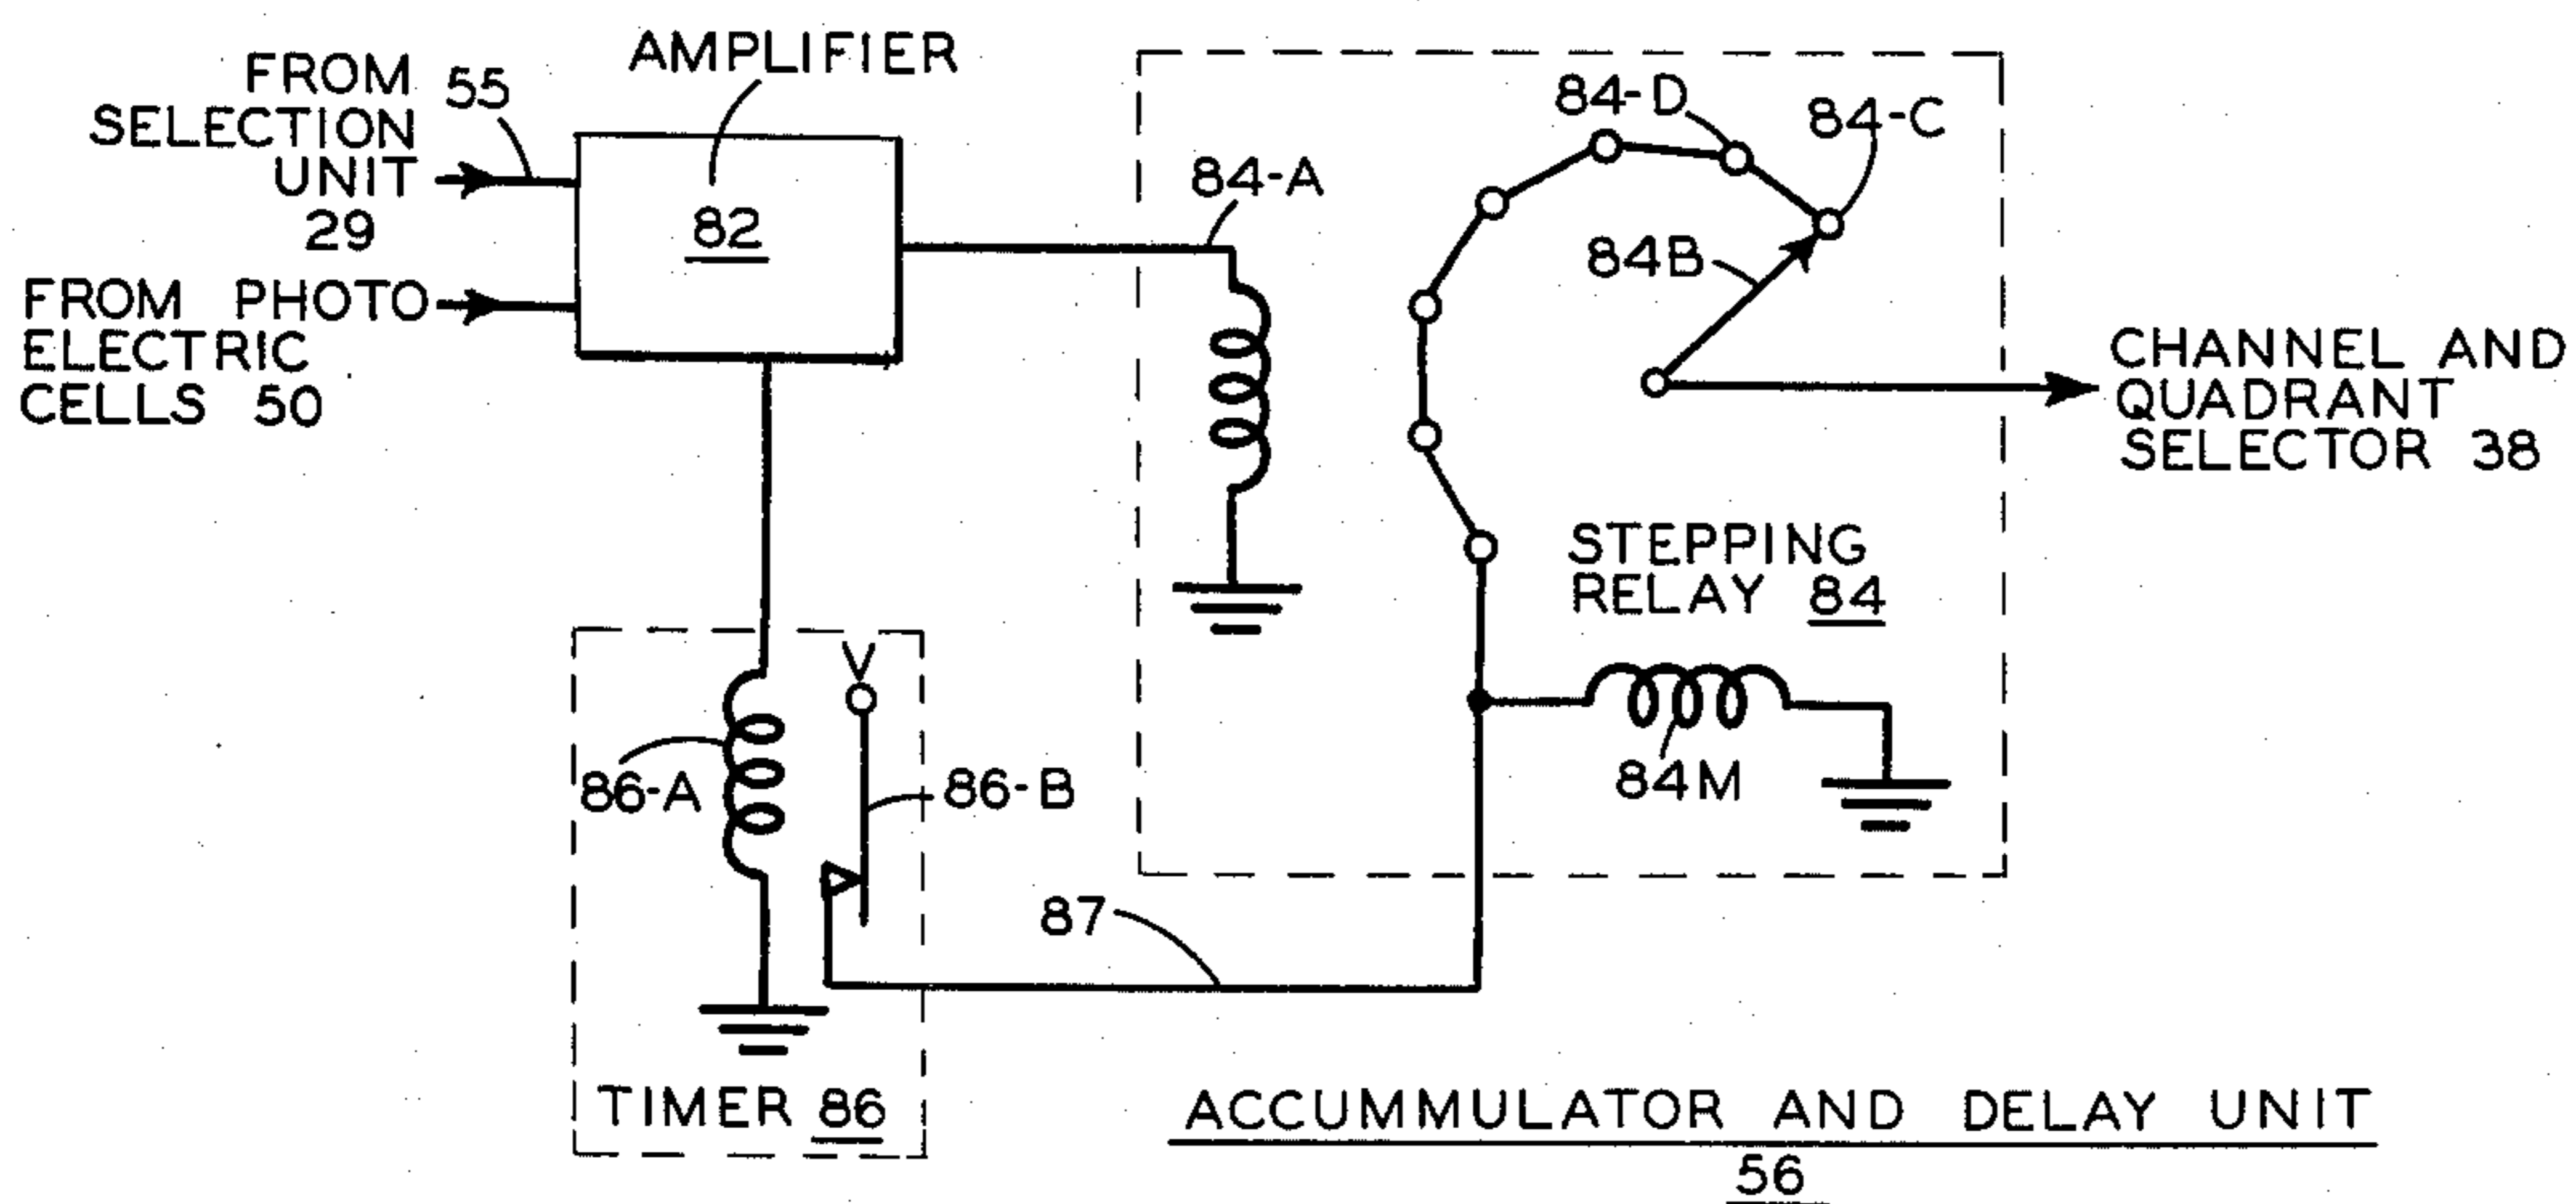 FROM
SELECTION
UNIT
29
55
AMPLIFIER
82
FROM PHOTO
ELECTRIC
CELLS 50
84-A
84-D
84-C
84B
CHANNEL AND
QUADRANT
SELECTOR 38
STEPPING
RELAY 84
84M
V
86-A
86-B
87
TIMER 86
ACCUMMULATOR AND DELAY UNIT
56